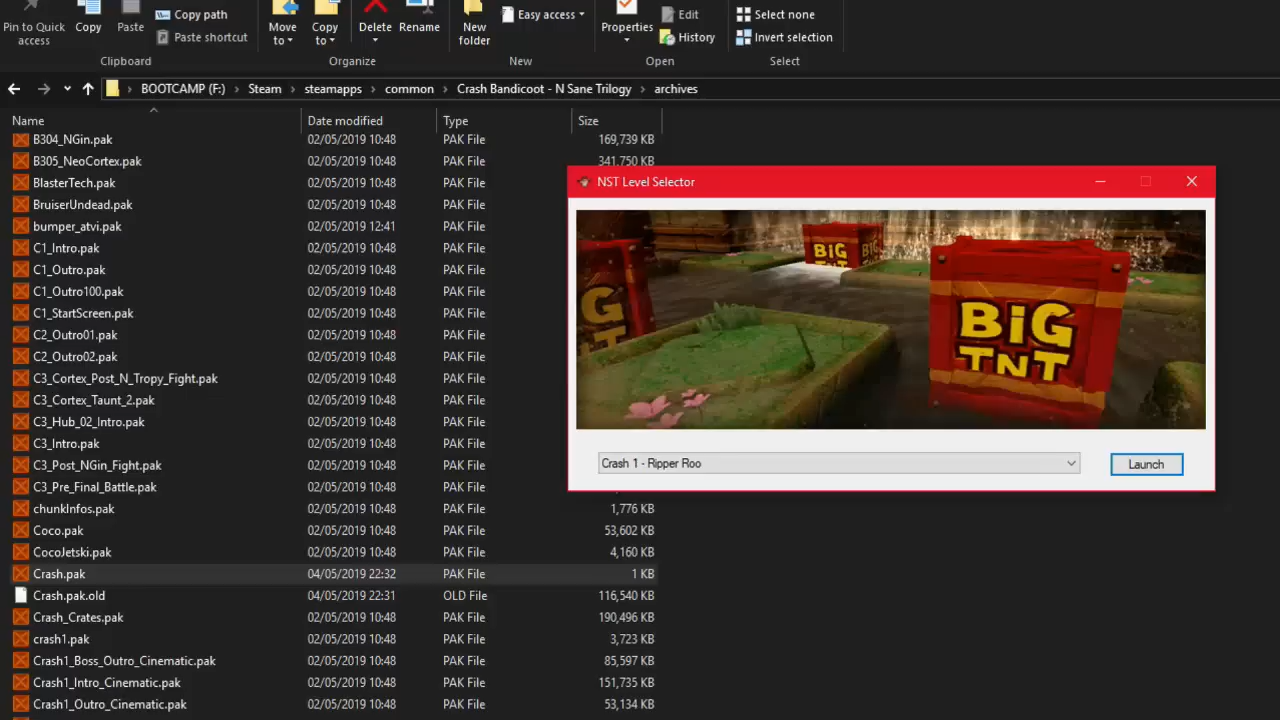 Pin to Quick access
Copy
Paste
Copy path
Paste shortcut
Move to
Copy to
Delete
Rename
New folder
Easy access
Properties
Edit
History
Select none
Invert selection
Clipboard
Organize
New
Open
Select
BOOTCAMP (F:) › Steam › steamapps › common › Crash Bandicoot - N Sane Trilogy › archives
Name Date modified Type Size
B304_NGin.pak 02/05/2019 10:48 PAK File 169,739 KB
B305_NeoCortex.pak 02/05/2019 10:48 PAK File 341,750 KB
BlasterTech.pak 02/05/2019 10:48 PAK File
BruiserUndead.pak 02/05/2019 10:48 PAK File
bumper_atvi.pak 02/05/2019 12:41 PAK File
C1_Intro.pak 02/05/2019 10:48 PAK File
C1_Outro.pak 02/05/2019 10:48 PAK File
C1_Outro100.pak 02/05/2019 10:48 PAK File
C1_StartScreen.pak 02/05/2019 10:48 PAK File
C2_Outro01.pak 02/05/2019 10:48 PAK File
C2_Outro02.pak 02/05/2019 10:48 PAK File
C3_Cortex_Post_N_Tropy_Fight.pak 02/05/2019 10:48 PAK File
C3_Cortex_Taunt_2.pak 02/05/2019 10:48 PAK File
C3_Hub_02_Intro.pak 02/05/2019 10:48 PAK File
C3_Intro.pak 02/05/2019 10:48 PAK File
C3_Post_NGin_Fight.pak 02/05/2019 10:48 PAK File
C3_Pre_Final_Battle.pak 02/05/2019 10:48 PAK File
chunkInfos.pak 02/05/2019 10:48 PAK File 1,776 KB
Coco.pak 02/05/2019 10:48 PAK File 53,602 KB
CocoJetski.pak 02/05/2019 10:48 PAK File 4,160 KB
Crash.pak 04/05/2019 22:32 PAK File 1 KB
Crash.pak.old 04/05/2019 22:31 OLD File 116,540 KB
Crash_Crates.pak 02/05/2019 10:48 PAK File 190,496 KB
crash1.pak 02/05/2019 10:48 PAK File 3,723 KB
Crash1_Boss_Outro_Cinematic.pak 02/05/2019 10:48 PAK File 85,597 KB
Crash1_Intro_Cinematic.pak 02/05/2019 10:48 PAK File 151,735 KB
Crash1_Outro_Cinematic.pak 02/05/2019 10:48 PAK File 53,134 KB
NST Level Selector
BiG
TNT
BiG
BiG
TNT
Crash 1 - Ripper Roo
Launch